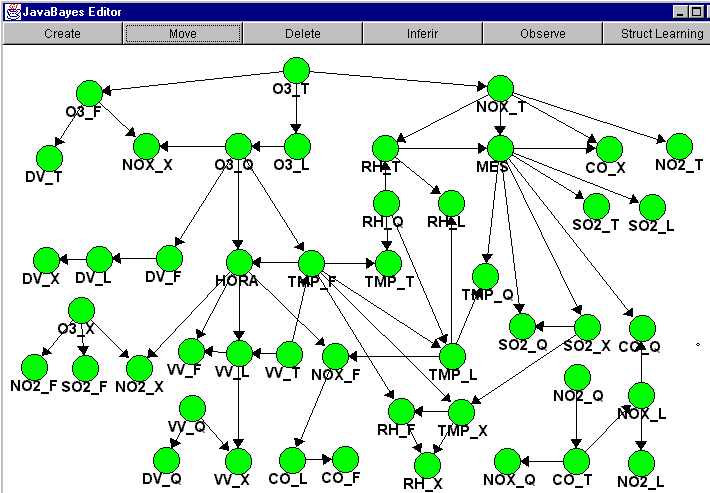 JavaBayes Editor
Create Move Delete Inferir Observe Struct Learning
O3_T
O3_F
NOX_T
DV_T
NOX_X
O3_Q
O3_L
RH_T
MES
CO_X
NO2_T
RH_Q
RH_L
SO2_T
SO2_L
DV_X
DV_L
DV_F
HORA
TMP_F
TMP_T
TMP_Q
O3_X
SO2_Q
SO2_X
CO_Q
NO2_F
SO2_F
NO2_X
VV_F
VV_L
VV_T
NOX_F
TMP_L
NO2_Q
VV_Q
RH_F
TMP_X
NOX_L
DV_Q
VV_X
CO_L
CO_F
RH_X
NOX_Q
CO_T
NO2_L